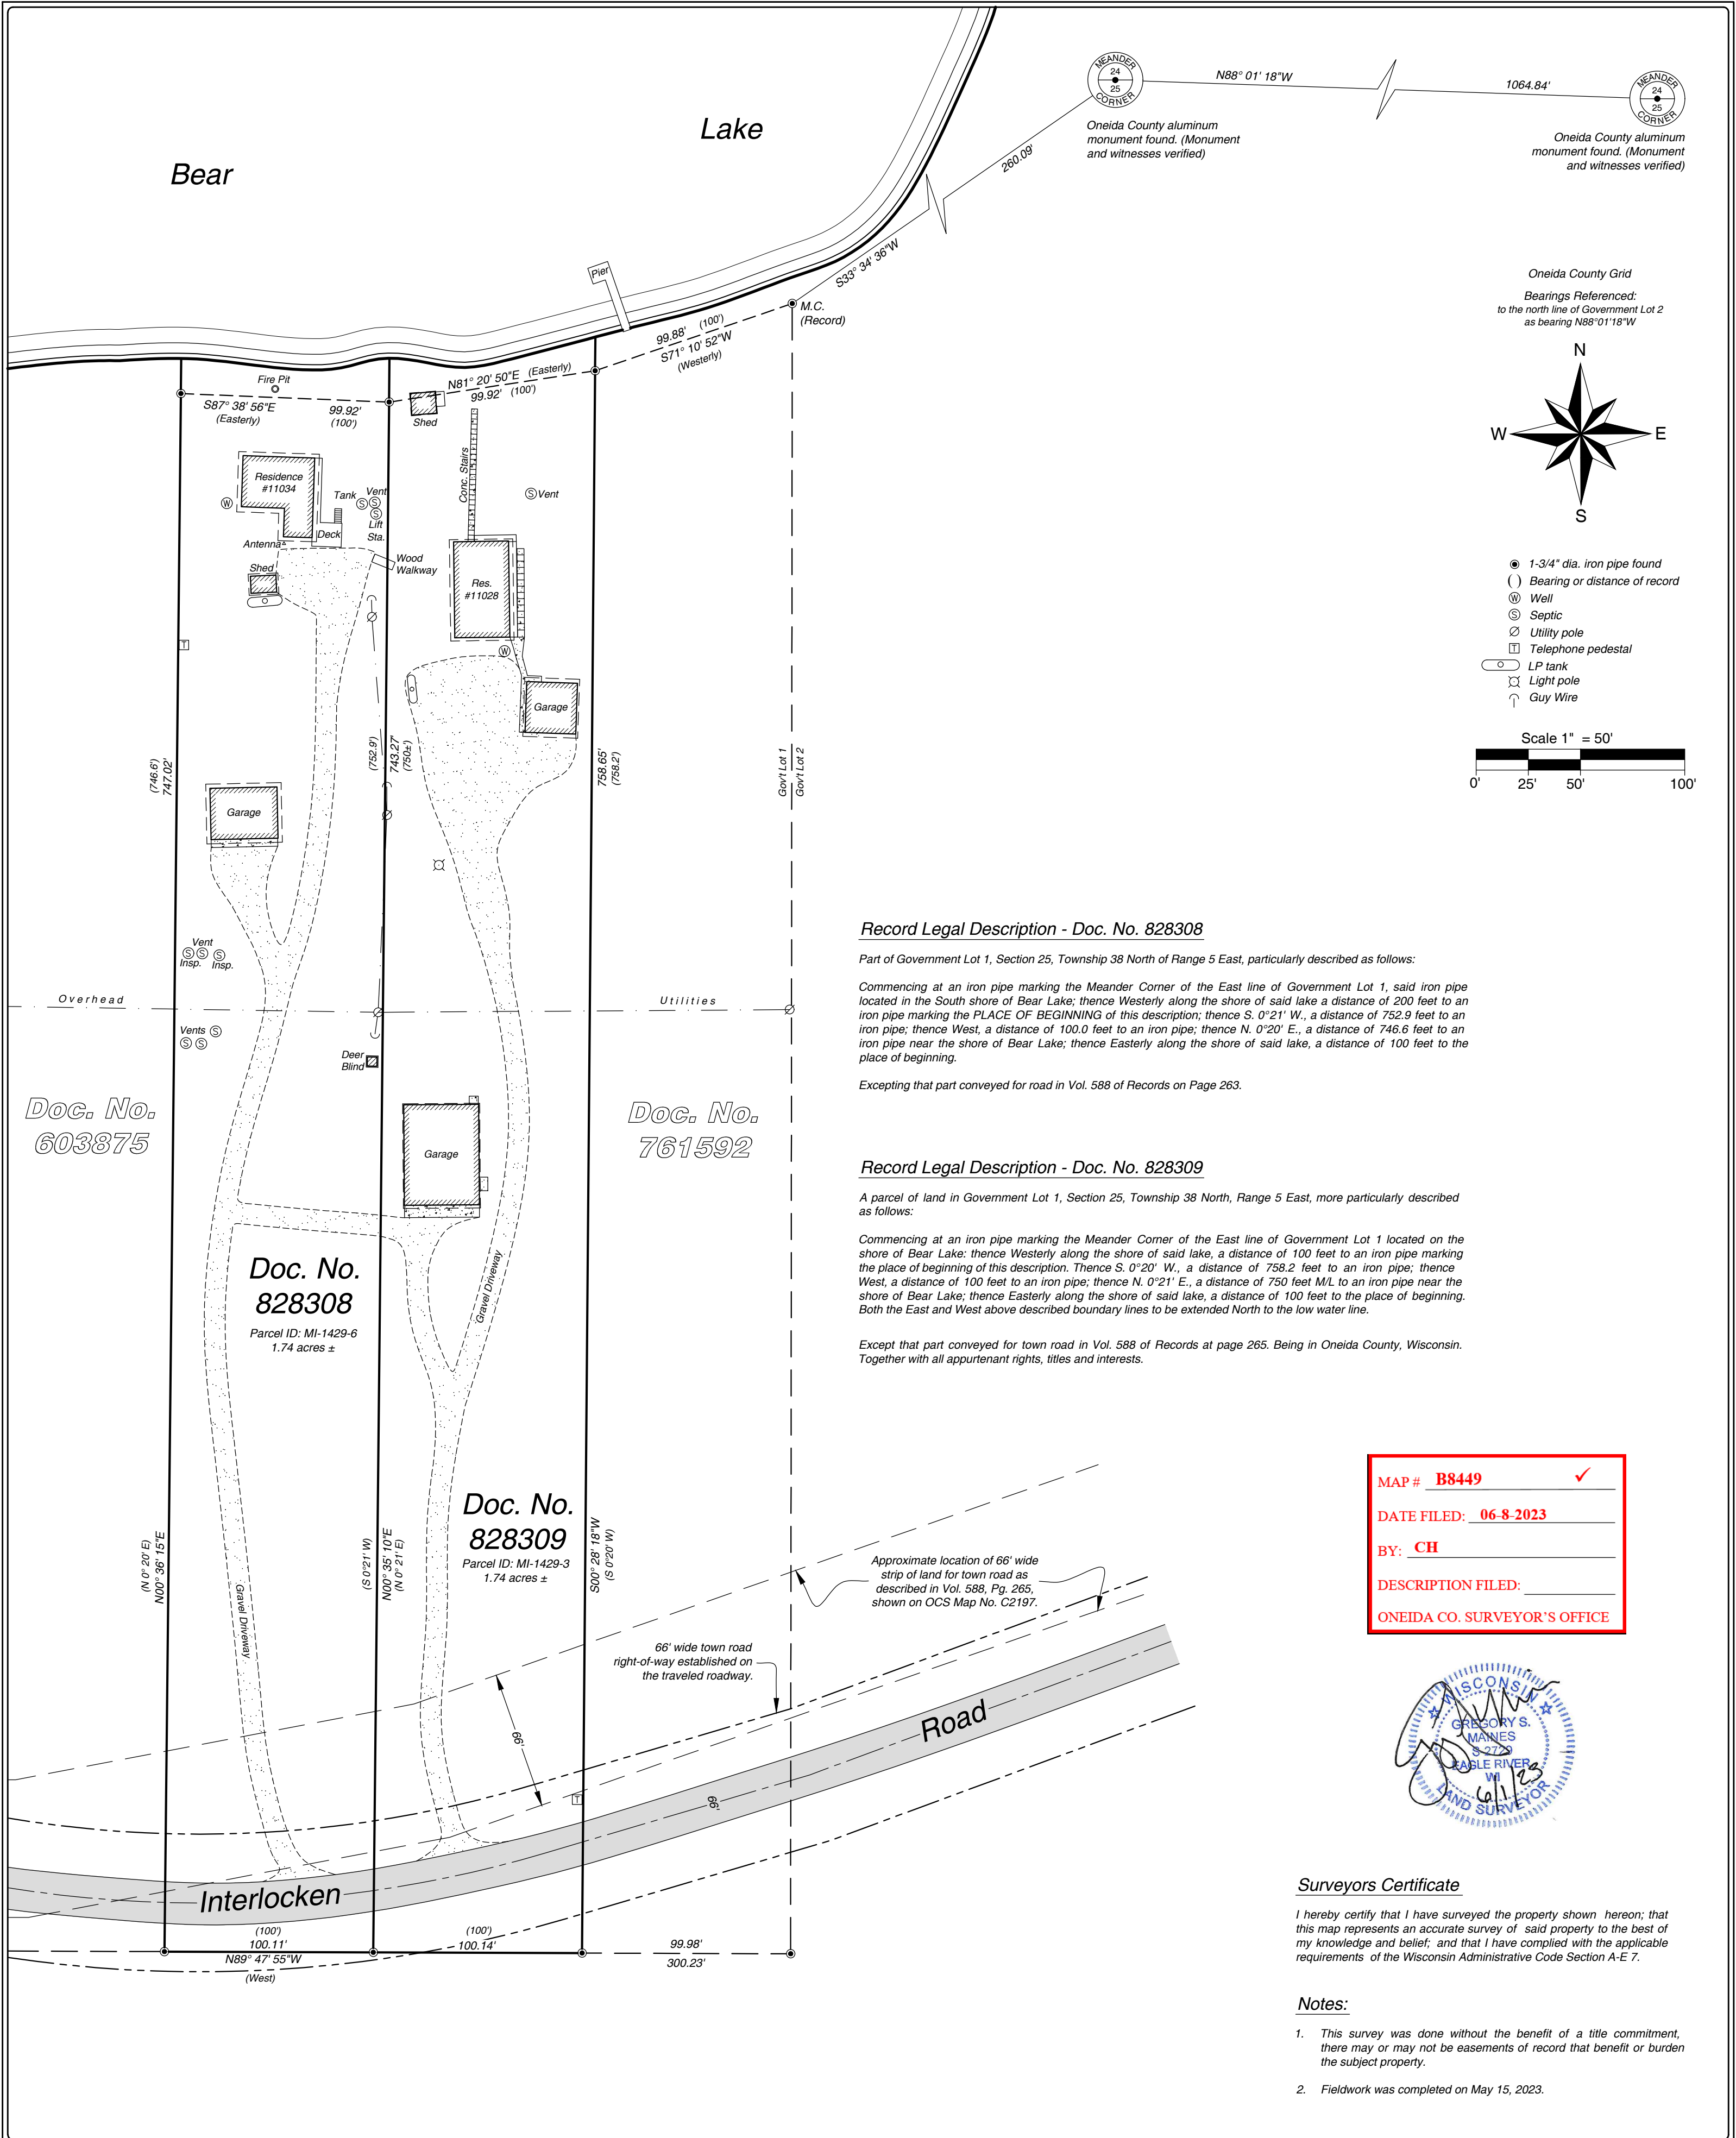 Bear
Lake
MEANDER
24
25
CORNER
N88° 01' 18"W
1064.84'
MEANDER
24
25
CORNER
Oneida County aluminum
monument found. (Monument
and witnesses verified)
Oneida County aluminum
monument found. (Monument
and witnesses verified)
260.09'
S33° 34' 36"W
Pier
M.C.
(Record)
99.88' (100')
S71° 10' 52"W
(Westerly)
Oneida County Grid
Bearings Referenced:
to the north line of Government Lot 2
as bearing N88°01'18"W
N
W
E
S
1-3/4" dia. iron pipe found
( ) Bearing or distance of record
W Well
S Septic
Utility pole
T Telephone pedestal
LP tank
Light pole
Guy Wire
Scale 1" = 50'
0' 25' 50' 100'
Fire Pit
S87° 38' 56"E
(Easterly)
99.92'
(100')
N81° 20' 50"E (Easterly)
99.92' (100')
Shed
Conc. Stairs
Residence
#11034
W
Tank
Vent
S
S
S
Lift
Sta.
S Vent
Deck
Antenna
Shed
Wood
Walkway
Res.
#11028
T
W
Garage
(746.6')
747.02'
(752.9')
743.27'
(750±')
758.65'
(758.2')
Gov't Lot 1
Gov't Lot 2
Garage
Vent
S S S
Insp. Insp.
Overhead
Utilities
Vents S
S S
Deer
Blind
Doc. No.
603875
Doc. No.
761592
Garage
Doc. No.
828308
Parcel ID: MI-1429-6
1.74 acres ±
Gravel Driveway
Doc. No.
828309
Parcel ID: MI-1429-3
1.74 acres ±
(N 0° 20' E)
N00° 36' 15"E
Gravel Driveway
(S 0°21' W)
N00° 35' 10"E
(N 0° 21' E)
S00° 28' 18"W
(S 0°20' W)
Record Legal Description - Doc. No. 828308
Part of Government Lot 1, Section 25, Township 38 North of Range 5 East, particularly described as follows:
Commencing at an iron pipe marking the Meander Corner of the East line of Government Lot 1, said iron pipe
located in the South shore of Bear Lake; thence Westerly along the shore of said lake a distance of 200 feet to an
iron pipe marking the PLACE OF BEGINNING of this description; thence S. 0°21' W., a distance of 752.9 feet to an
iron pipe; thence West, a distance of 100.0 feet to an iron pipe; thence N. 0°20' E., a distance of 746.6 feet to an
iron pipe near the shore of Bear Lake; thence Easterly along the shore of said lake, a distance of 100 feet to the
place of beginning.
Excepting that part conveyed for road in Vol. 588 of Records on Page 263.
Record Legal Description - Doc. No. 828309
A parcel of land in Government Lot 1, Section 25, Township 38 North, Range 5 East, more particularly described
as follows:
Commencing at an iron pipe marking the Meander Corner of the East line of Government Lot 1 located on the
shore of Bear Lake: thence Westerly along the shore of said lake, a distance of 100 feet to an iron pipe marking
the place of beginning of this description. Thence S. 0°20' W., a distance of 758.2 feet to an iron pipe; thence
West, a distance of 100 feet to an iron pipe; thence N. 0°21' E., a distance of 750 feet M/L to an iron pipe near the
shore of Bear Lake; thence Easterly along the shore of said lake, a distance of 100 feet to the place of beginning.
Both the East and West above described boundary lines to be extended North to the low water line.
Except that part conveyed for town road in Vol. 588 of Records at page 265. Being in Oneida County, Wisconsin.
Together with all appurtenant rights, titles and interests.
MAP # B8449 ✓
DATE FILED: 06-8-2023
BY: CH
DESCRIPTION FILED:
ONEIDA CO. SURVEYOR'S OFFICE
Approximate location of 66' wide
strip of land for town road as
described in Vol. 588, Pg. 265,
shown on OCS Map No. C2197.
66' wide town road
right-of-way established on
the traveled roadway.
66'
T
66'
Interlocken
Road
(100')
100.11'
N89° 47' 55"W
(West)
(100')
100.14'
99.98'
300.23'
WISCONSIN
GREGORY S.
MAINES
S-2729
EAGLE RIVER
WI
LAND SURVEYOR
6/1/23
Surveyors Certificate
I hereby certify that I have surveyed the property shown hereon; that
this map represents an accurate survey of said property to the best of
my knowledge and belief; and that I have complied with the applicable
requirements of the Wisconsin Administrative Code Section A-E 7.
Notes:
1. This survey was done without the benefit of a title commitment,
there may or may not be easements of record that benefit or burden
the subject property.
2. Fieldwork was completed on May 15, 2023.